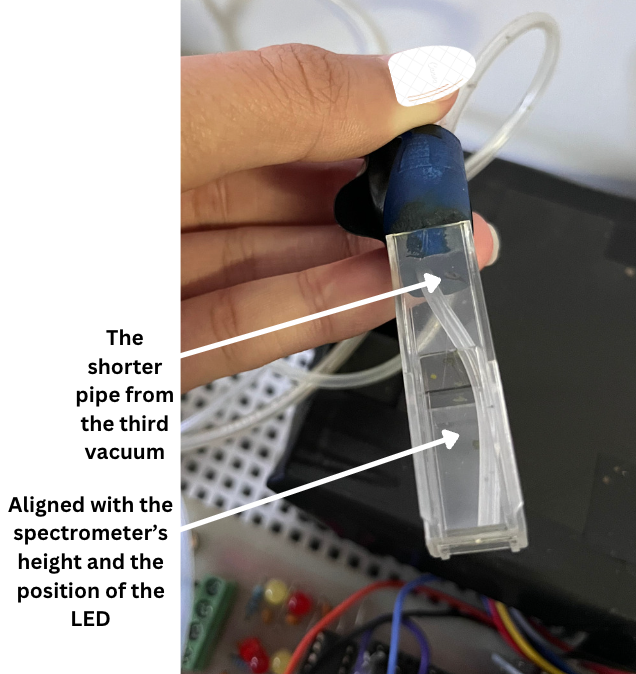 The
shorter
pipe from
the third
vacuum
Aligned with the
spectrometer’s
height and the
position of the
LED